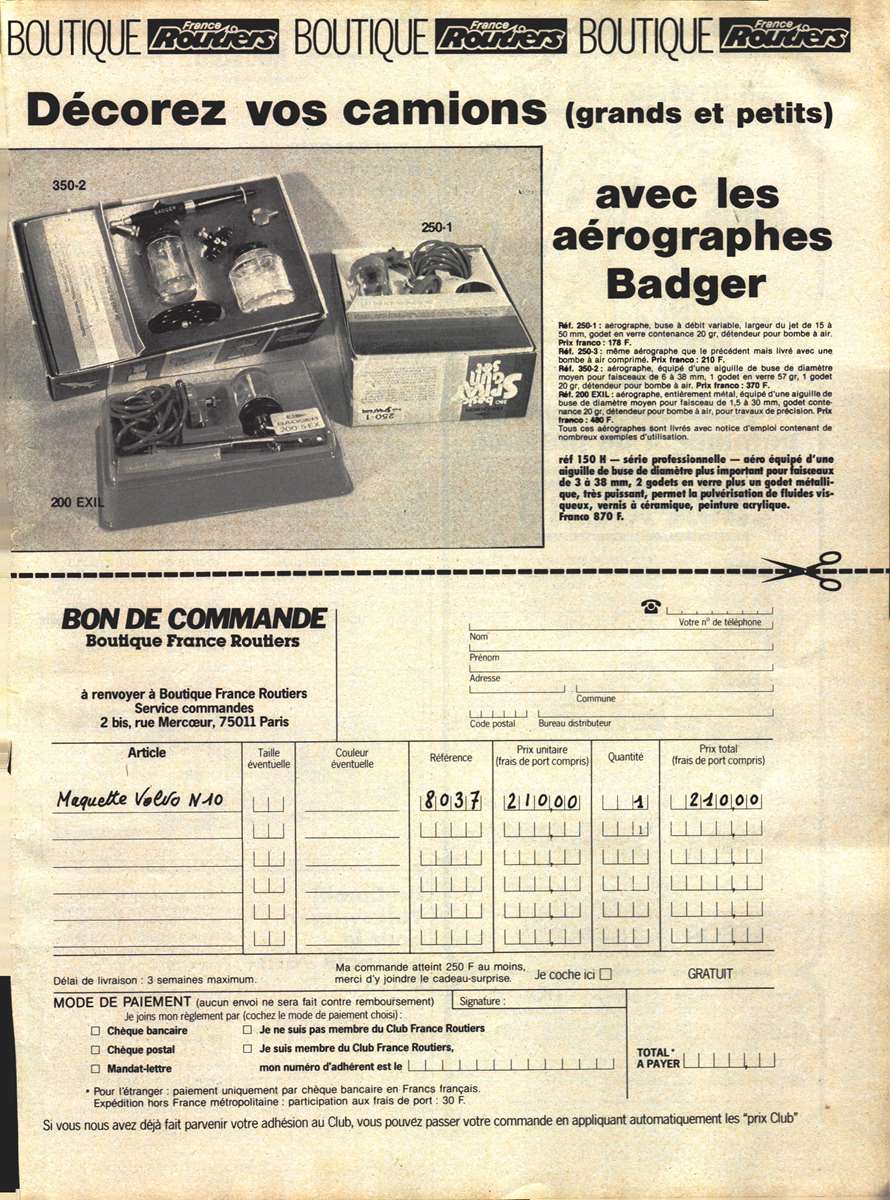 BOUTIQUE France Routiers BOUTIQUE France Routiers BOUTIQUE France Routiers
Décorez vos camions (grands et petits)
avec les
aérographes
Badger
350-2
250-1
BADGER
250-1
BADGER
200 5 EX
200 EXIL
Réf. 250-1 : aérographe, buse à débit variable, largeur du jet de 15 à
50 mm, godet en verre contenance 20 gr, détendeur pour bombe à air.
Prix franco : 178 F.
Réf. 250-3 : même aérographe que le précédent mais livré avec une
bombe à air comprimé. Prix franco : 210 F.
Réf. 350-2 : aérographe, équipé d'une aiguille de buse de diamètre
moyen pour faisceaux de 6 à 38 mm, 1 godet en verre 57 gr, 1 godet
20 gr, détendeur pour bombe à air. Prix franco : 370 F.
Réf. 200 EXIL : aérographe, entièrement métal, équipé d'une aiguille de
buse de diamètre moyen pour faisceau de 1,5 à 30 mm, godet conte-
nance 20 gr, détendeur pour bombe à air, pour travaux de précision. Prix
franco : 480 F.
Tous ces aérographes sont livrés avec notice d'emploi contenant de
nombreux exemples d'utilisation.
réf 150 H — série professionnelle — aéro équipé d'une
aiguille de buse de diamètre plus important pour faisceaux
de 3 à 38 mm, 2 godets en verre plus un godet métalli-
que, très puissant, permet la pulvérisation de fluides vis-
queux, vernis à céramique, peinture acrylique.
Franco 870 F.
BON DE COMMANDE
Boutique France Routiers
à renvoyer à Boutique France Routiers
Service commandes
2 bis, rue Mercœur, 75011 Paris
Votre n° de téléphone
Nom
Prénom
Adresse
Commune
Code postal Bureau distributeur
Article Taille éventuelle Couleur éventuelle Référence Prix unitaire (frais de port compris) Quantité Prix total (frais de port compris)
Maquette Volvo N10 8037 210,00 1 210,00
1
Délai de livraison : 3 semaines maximum.
Ma commande atteint 250 F au moins,
merci d'y joindre le cadeau-surprise.
Je coche ici GRATUIT
MODE DE PAIEMENT (aucun envoi ne sera fait contre remboursement)
Signature :
Je joins mon règlement par (cochez le mode de paiement choisi) :
Chèque bancaire
Je ne suis pas membre du Club France Routiers
Chèque postal
Je suis membre du Club France Routiers,
Mandat-lettre
mon numéro d'adhérent est le
TOTAL*
A PAYER
* Pour l'étranger : paiement uniquement par chèque bancaire en Francs français.
Expédition hors France métropolitaine : participation aux frais de port : 30 F.
Si vous nous avez déjà fait parvenir votre adhésion au Club, vous pouvez passer votre commande en appliquant automatiquement les "prix Club"